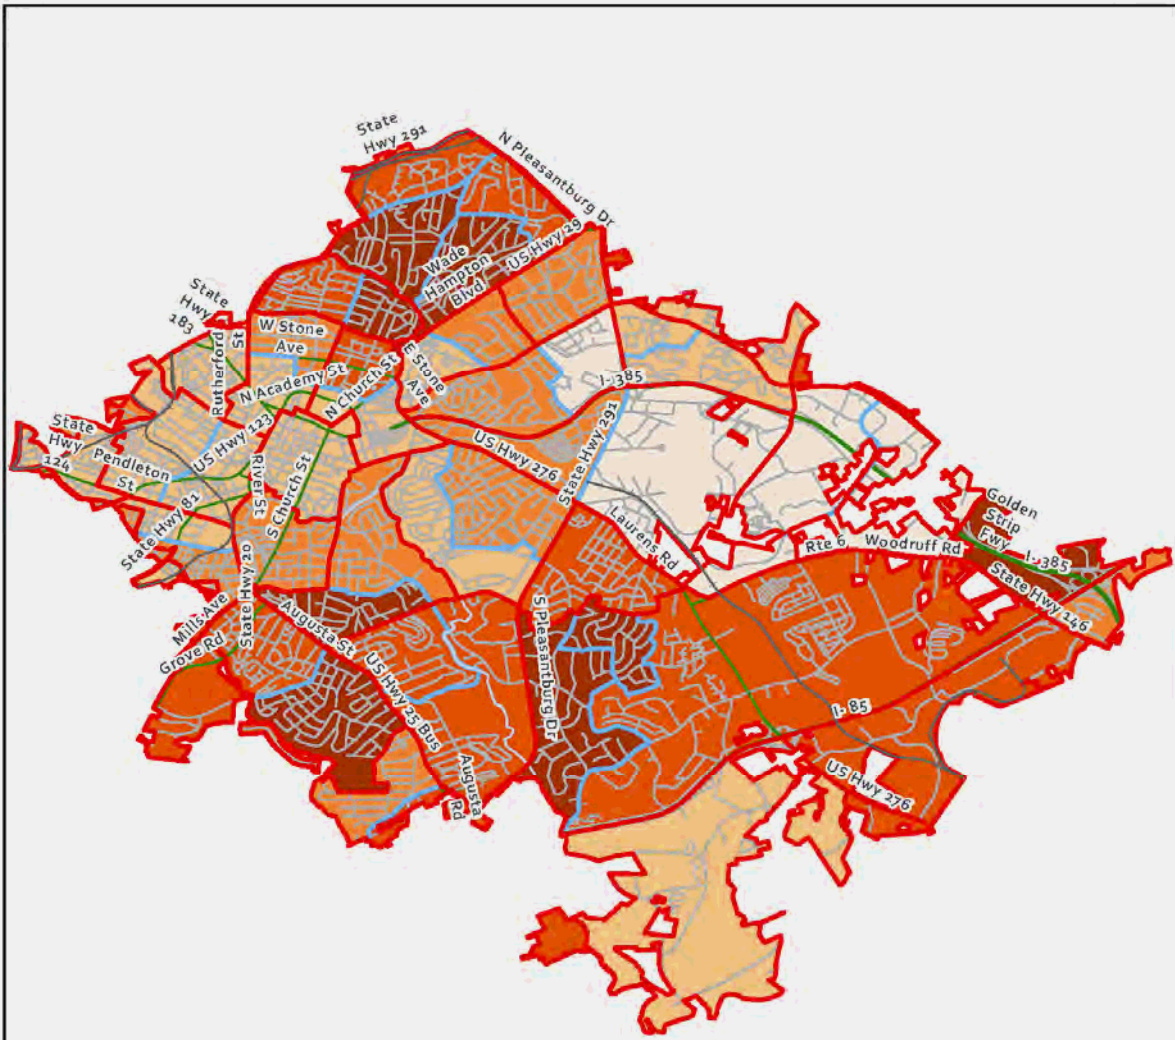 State
Hwy 291
N Pleasantburg Dr
US Hwy 29
Wade
Hampton
Blvd
State
Hwy
183
Rutherford
St
W Stone
Ave
E Stone
Ave
N Academy St
N Church St
I-385
State
Hwy
124
Pendleton
St
US Hwy 123
River St
S Church St
US Hwy 276
State Hwy 291
State Hwy 81
Laurens Rd
Rte 6
Woodruff Rd
Golden
Strip
Fwy
I-385
State Hwy 146
State Hwy 20
Mills Ave
Grove Rd
Augusta St
US Hwy 25 Bus
S Pleasantburg Dr
Augusta
Rd
I- 85
US Hwy 276